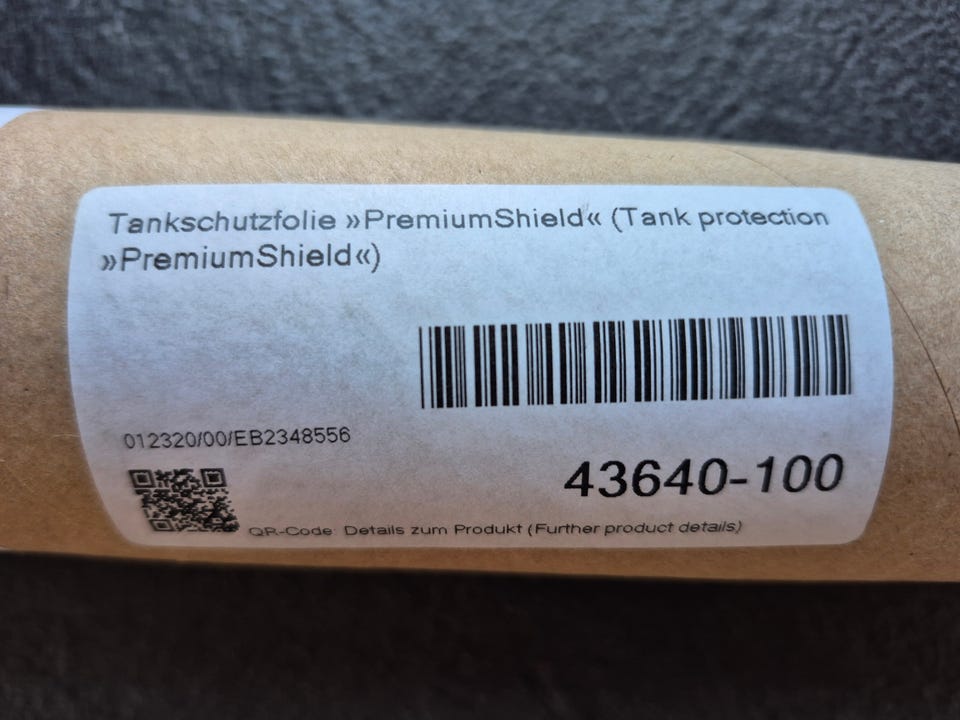 Tankschutzfolie »PremiumShield« (Tank protection
»PremiumShield«)
012320/00/EB2348556
43640-100
QR-Code: Details zum Produkt (Further product details)